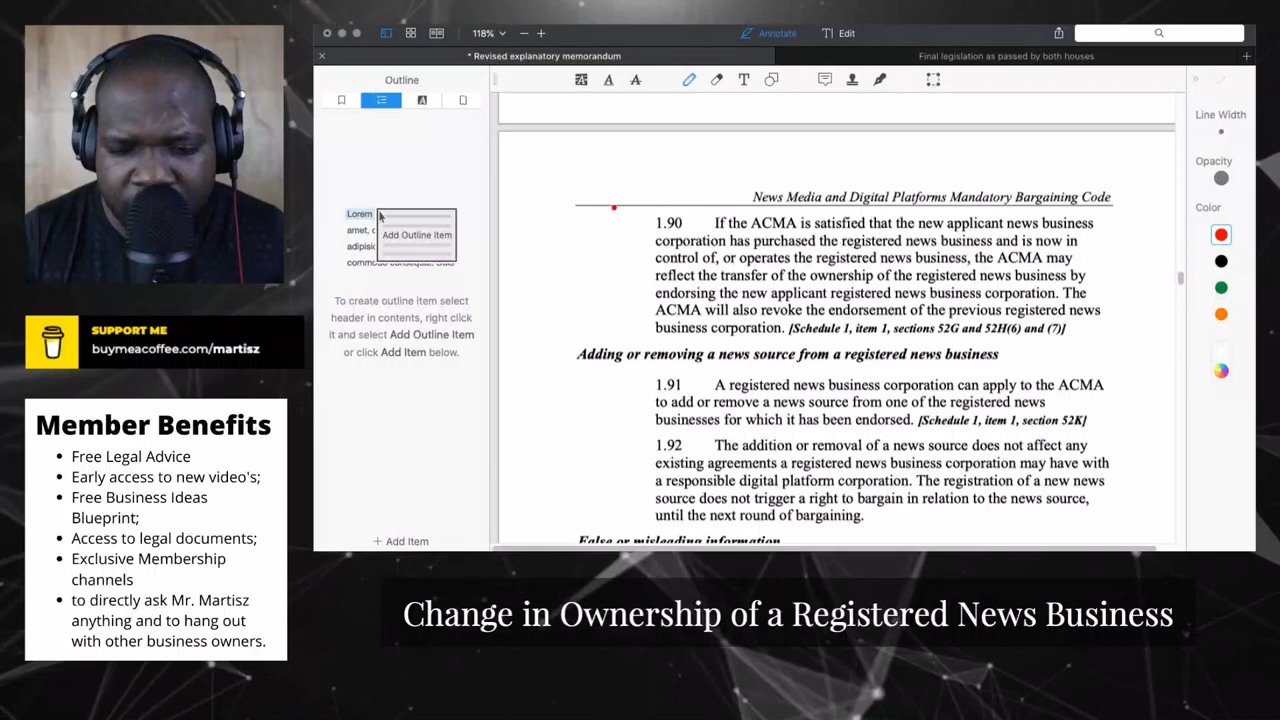 118%
Annotate
Edit
* Revised explanatory memorandum
Final legislation as passed by both houses
Outline
Lorem
amet, c
adipisic
Add Outline Item
To create outline item select
header in contents, right click
it and select Add Outline Item
or click Add Item below.
+ Add Item
News Media and Digital Platforms Mandatory Bargaining Code
1.90 If the ACMA is satisfied that the new applicant news business
corporation has purchased the registered news business and is now in
control of, or operates the registered news business, the ACMA may
reflect the transfer of the ownership of the registered news business by
endorsing the new applicant registered news business corporation. The
ACMA will also revoke the endorsement of the previous registered news
business corporation. [Schedule 1, item 1, sections 52G and 52H(6) and (7)]
Adding or removing a news source from a registered news business
1.91 A registered news business corporation can apply to the ACMA
to add or remove a news source from one of the registered news
businesses for which it has been endorsed. [Schedule 1, item 1, section 52K]
1.92 The addition or removal of a news source does not affect any
existing agreements a registered news business corporation may have with
a responsible digital platform corporation. The registration of a new news
source does not trigger a right to bargain in relation to the news source,
until the next round of bargaining.
False or misleading information
Line Width
Opacity
Color
SUPPORT ME
buymeacoffee.com/martisz
Member Benefits
• Free Legal Advice
• Early access to new video's;
• Free Business Ideas
Blueprint;
• Access to legal documents;
• Exclusive Membership
channels
• to directly ask Mr. Martisz
anything and to hang out
with other business owners.
Change in Ownership of a Registered News Business